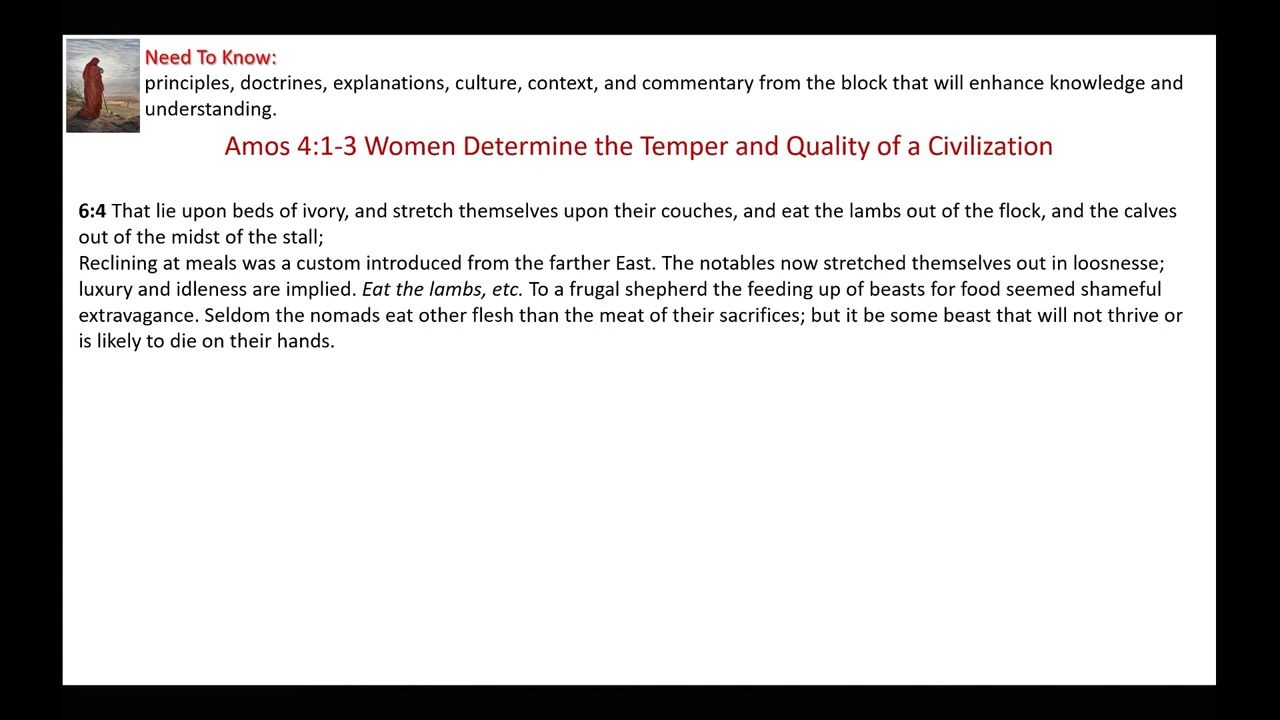 Need To Know:
principles, doctrines, explanations, culture, context, and commentary from the block that will enhance knowledge and
understanding.
Amos 4:1-3 Women Determine the Temper and Quality of a Civilization
6:4 That lie upon beds of ivory, and stretch themselves upon their couches, and eat the lambs out of the flock, and the calves
out of the midst of the stall;
Reclining at meals was a custom introduced from the farther East. The notables now stretched themselves out in loosnesse;
luxury and idleness are implied. Eat the lambs, etc. To a frugal shepherd the feeding up of beasts for food seemed shameful
extravagance. Seldom the nomads eat other flesh than the meat of their sacrifices; but it be some beast that will not thrive or
is likely to die on their hands.